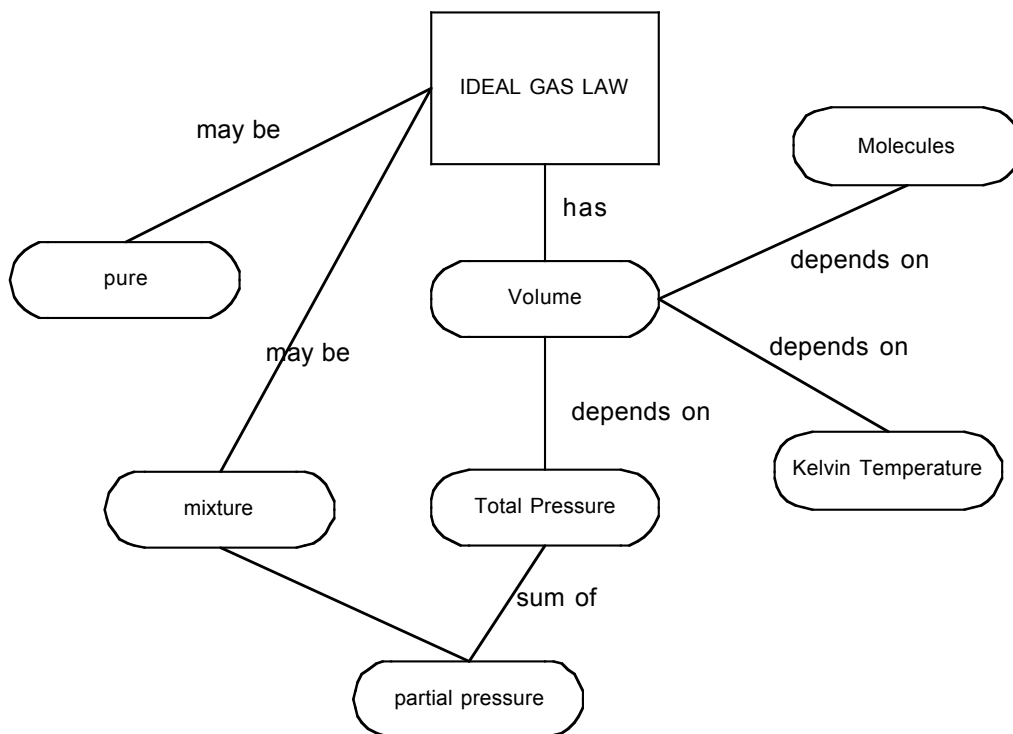 IDEAL GAS LAW
may be
Molecules
has
depends on
pure
Volume
may be
depends on
depends on
Kelvin Temperature
mixture
Total Pressure
sum of
partial pressure